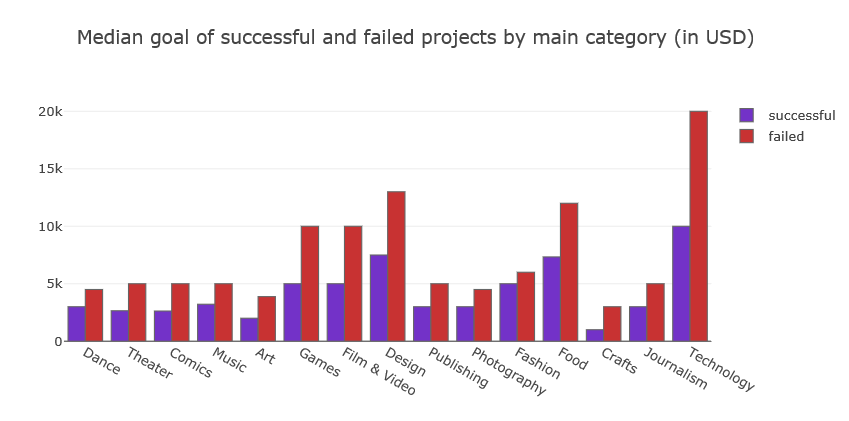 Median goal of successful and failed projects by main category (in USD)
successful
failed
20k
15k
10k
5k
0
Dance
Theater
Comics
Music
Art
Games
Film & Video
Design
Publishing
Photography
Fashion
Food
Crafts
Journalism
Technology